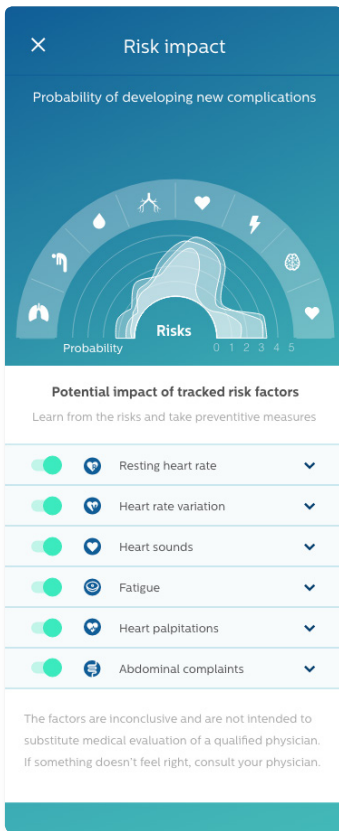 Risk impact
Probability of developing new complications
Risks
Probability 0 1 2 3 4 5
Potential impact of tracked risk factors
Learn from the risks and take preventitive measures
Resting heart rate
Heart rate variation
Heart sounds
Fatigue
Heart palpitations
Abdominal complaints
The factors are inconclusive and are not intended to
substitute medical evaluation of a qualified physician.
If something doesn't feel right, consult your physician.